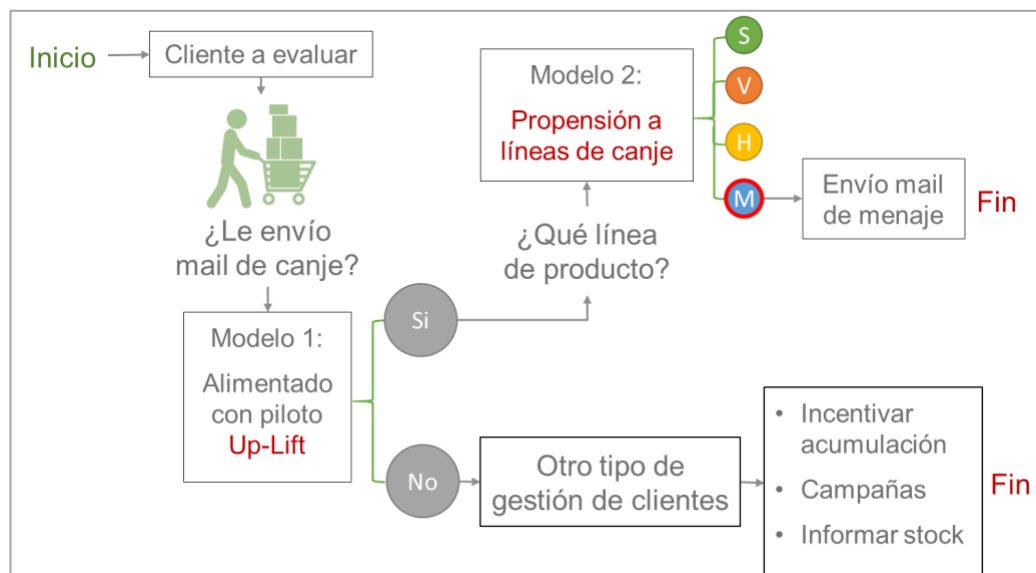 Inicio
Cliente a evaluar
¿Le envío
mail de canje?
Modelo 1:
Alimentado
con piloto
Up-Lift
Si
No
¿Qué línea
de producto?
Modelo 2:
Propensión a
líneas de canje
S
V
H
M
Envío mail
de menaje
Fin
Otro tipo de
gestión de clientes
• Incentivar
acumulación
• Campañas
• Informar stock
Fin